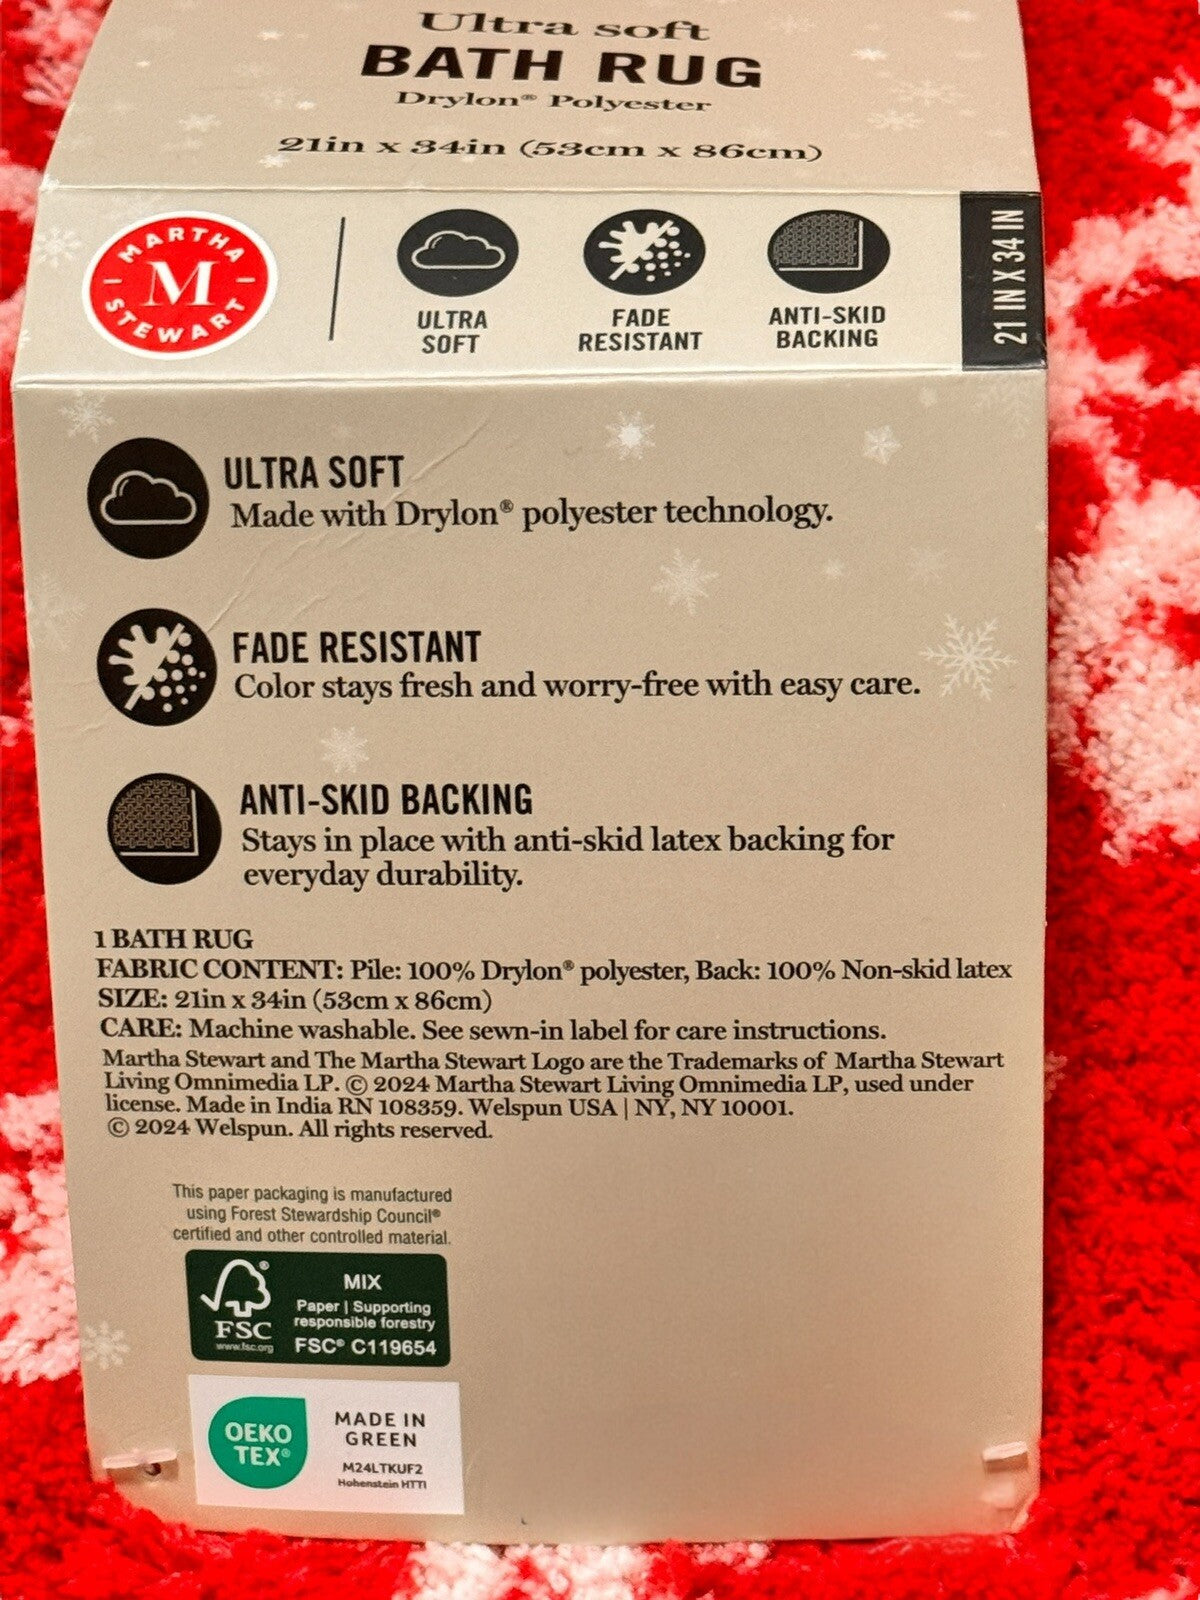 Ultra soft
BATH RUG
Drylon® Polyester
21in x 34in (53cm x 86cm)
MARTHA
M
STEWART
ULTRA
SOFT
FADE
RESISTANT
ANTI-SKID
BACKING
21 IN X 34 IN
ULTRA SOFT
Made with Drylon® polyester technology.
FADE RESISTANT
Color stays fresh and worry-free with easy care.
ANTI-SKID BACKING
Stays in place with anti-skid latex backing for
everyday durability.
1 BATH RUG
FABRIC CONTENT: Pile: 100% Drylon® polyester, Back: 100% Non-skid latex
SIZE: 21in x 34in (53cm x 86cm)
CARE: Machine washable. See sewn-in label for care instructions.
Martha Stewart and The Martha Stewart Logo are the Trademarks of Martha Stewart
Living Omnimedia LP. © 2024 Martha Stewart Living Omnimedia LP, used under
license. Made in India RN 108359. Welspun USA | NY, NY 10001.
© 2024 Welspun. All rights reserved.
This paper packaging is manufactured
using Forest Stewardship Council®
certified and other controlled material.
®
FSC
www.fsc.org
MIX
Paper | Supporting
responsible forestry
FSC® C119654
OEKO
TEX®
MADE IN
GREEN
M24LTKUF2
Hohenstein HTTI